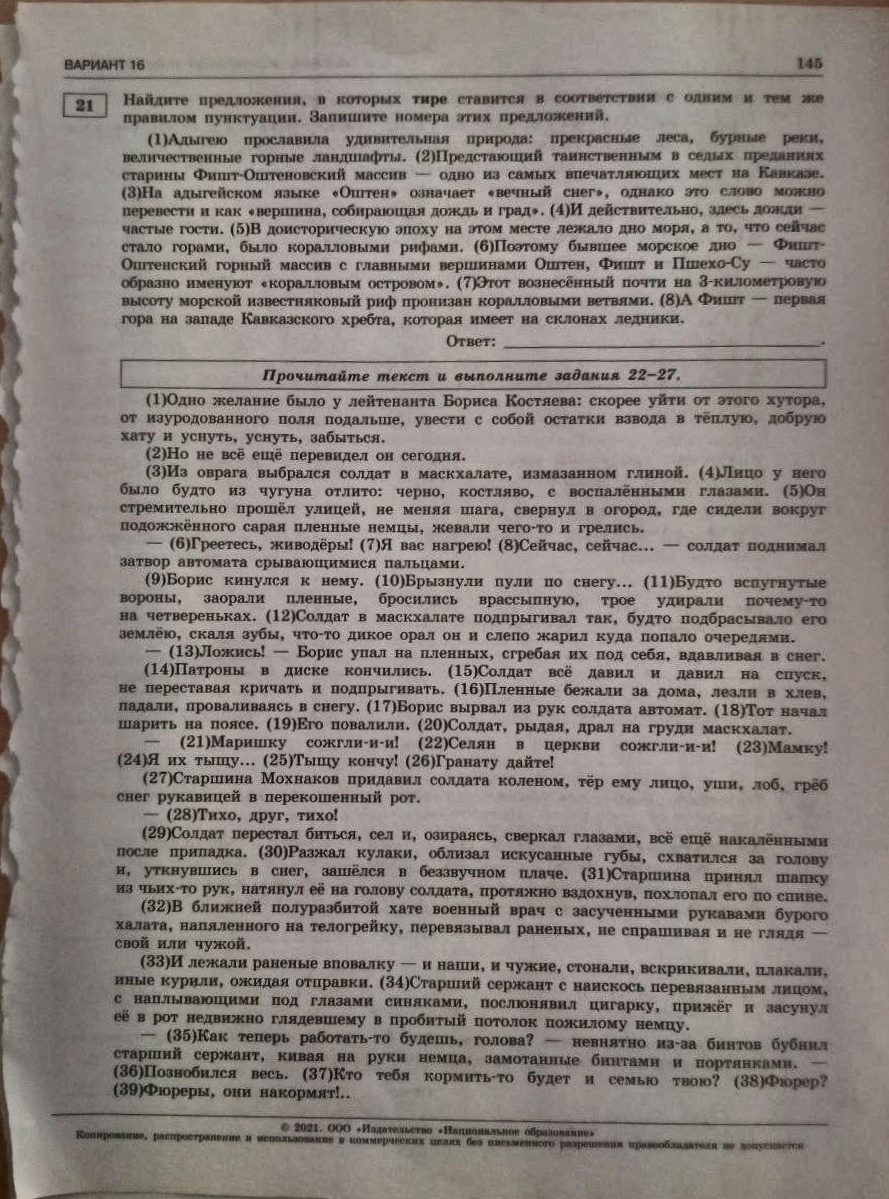 ВАРИАНТ 16
145
21
Найдите предложения, в которых тире ставится в соответствии с одним и тем же
правилом пунктуации. Запишите номера этих предложений.
(1)Адыгею прославила удивительная природа: прекрасные леса, бурные реки,
величественные горные ландшафты. (2)Предстающий таинственным в седых преданиях
старины Фишт-Оштеновский массив — одно из самых впечатляющих мест на Кавказе.
(3)На адыгейском языке «Оштен» означает «вечный снег», однако это слово можно
перевести и как «вершина, собирающая дождь и град». (4)И действительно, здесь дожди —
частые гости. (5)В доисторическую эпоху на этом месте лежало дно моря, а то, что сейчас
стало горами, было коралловыми рифами. (6)Поэтому бывшее морское дно — Фишт-
Оштенский горный массив с главными вершинами Оштен, Фишт и Пшехо-Су — часто
образно именуют «коралловым островом». (7)Этот вознесённый почти на 3-километровую
высоту морской известняковый риф пронизан коралловыми ветвями. (8)А Фишт — первая
гора на западе Кавказского хребта, которая имеет на склонах ледники.
Ответ: ____________.
Прочитайте текст и выполните задания 22–27.
(1)Одно желание было у лейтенанта Бориса Костяева: скорее уйти от этого хутора,
от изуродованного поля подальше, увести с собой остатки взвода в тёплую, добрую
хату и уснуть, уснуть, забыться.
(2)Но не всё ещё перевидел он сегодня.
(3)Из оврага выбрался солдат в маскхалате, измазанном глиной. (4)Лицо у него
было будто из чугуна отлито: черно, костляво, с воспалёнными глазами. (5)Он
стремительно прошёл улицей, не меняя шага, свернул в огород, где сидели вокруг
подожжённого сарая пленные немцы, жевали чего-то и грелись.
— (6)Греетесь, живодёры! (7)Я вас нагрею! (8)Сейчас, сейчас... — солдат поднимал
затвор автомата срывающимися пальцами.
(9)Борис кинулся к нему. (10)Брызнули пули по снегу... (11)Будто вспугнутые
вороны, заорали пленные, бросились врассыпную, трое удирали почему-то
на четвереньках. (12)Солдат в маскхалате подпрыгивал так, будто подбрасывало его
землёю, скаля зубы, что-то дикое орал он и слепо жарил куда попало очередями.
— (13)Ложись! — Борис упал на пленных, сгребая их под себя, вдавливая в снег.
(14)Патроны в диске кончились. (15)Солдат всё давил и давил на спуск,
не переставая кричать и подпрыгивать. (16)Пленные бежали за дома, лезли в хлев,
падали, проваливаясь в снегу. (17)Борис вырвал из рук солдата автомат. (18)Тот начал
шарить на поясе. (19)Его повалили. (20)Солдат, рыдая, драл на груди маскхалат.
— (21)Маришку сожгли-и-и! (22)Селян в церкви сожгли-и-и! (23)Мамку!
(24)Я их тыщу... (25)Тыщу кончу! (26)Гранату дайте!
(27)Старшина Мохнаков придавил солдата коленом, тёр ему лицо, уши, лоб, грёб
снег рукавицей в перекошенный рот.
— (28)Тихо, друг, тихо!
(29)Солдат перестал биться, сел и, озираясь, сверкал глазами, всё ещё накалёнными
после припадка. (30)Разжал кулаки, облизал искусанные губы, схватился за голову
и, уткнувшись в снег, зашёлся в беззвучном плаче. (31)Старшина принял шапку
из чьих-то рук, натянул её на голову солдата, протяжно вздохнув, похлопал его по спине.
(32)В ближней полуразбитой хате военный врач с засученными рукавами бурого
халата, напяленного на телогрейку, перевязывал раненых, не спрашивая и не глядя —
свой или чужой.
(33)И лежали раненые вповалку — и наши, и чужие, стонали, вскрикивали, плакали,
иные курили, ожидая отправки. (34)Старший сержант с наискось перевязанным лицом,
с наплывающими под глазами синяками, послюнявил цигарку, прижёг и засунул
её в рот недвижно глядевшему в пробитый потолок пожилому немцу.
— (35)Как теперь работать-то будешь, голова? — невнятно из-за бинтов бубнил
старший сержант, кивая на руки немца, замотанные бинтами и портянками. —
(36)Познобился весь. (37)Кто тебя кормить-то будет и семью твою? (38)Фюрер?
(39)Фюреры, они накормят!..
© 2021. ООО «Издательство «Национальное образование»
Копирование, распространение и использование в коммерческих целях без письменного разрешения правообладателя не допускается